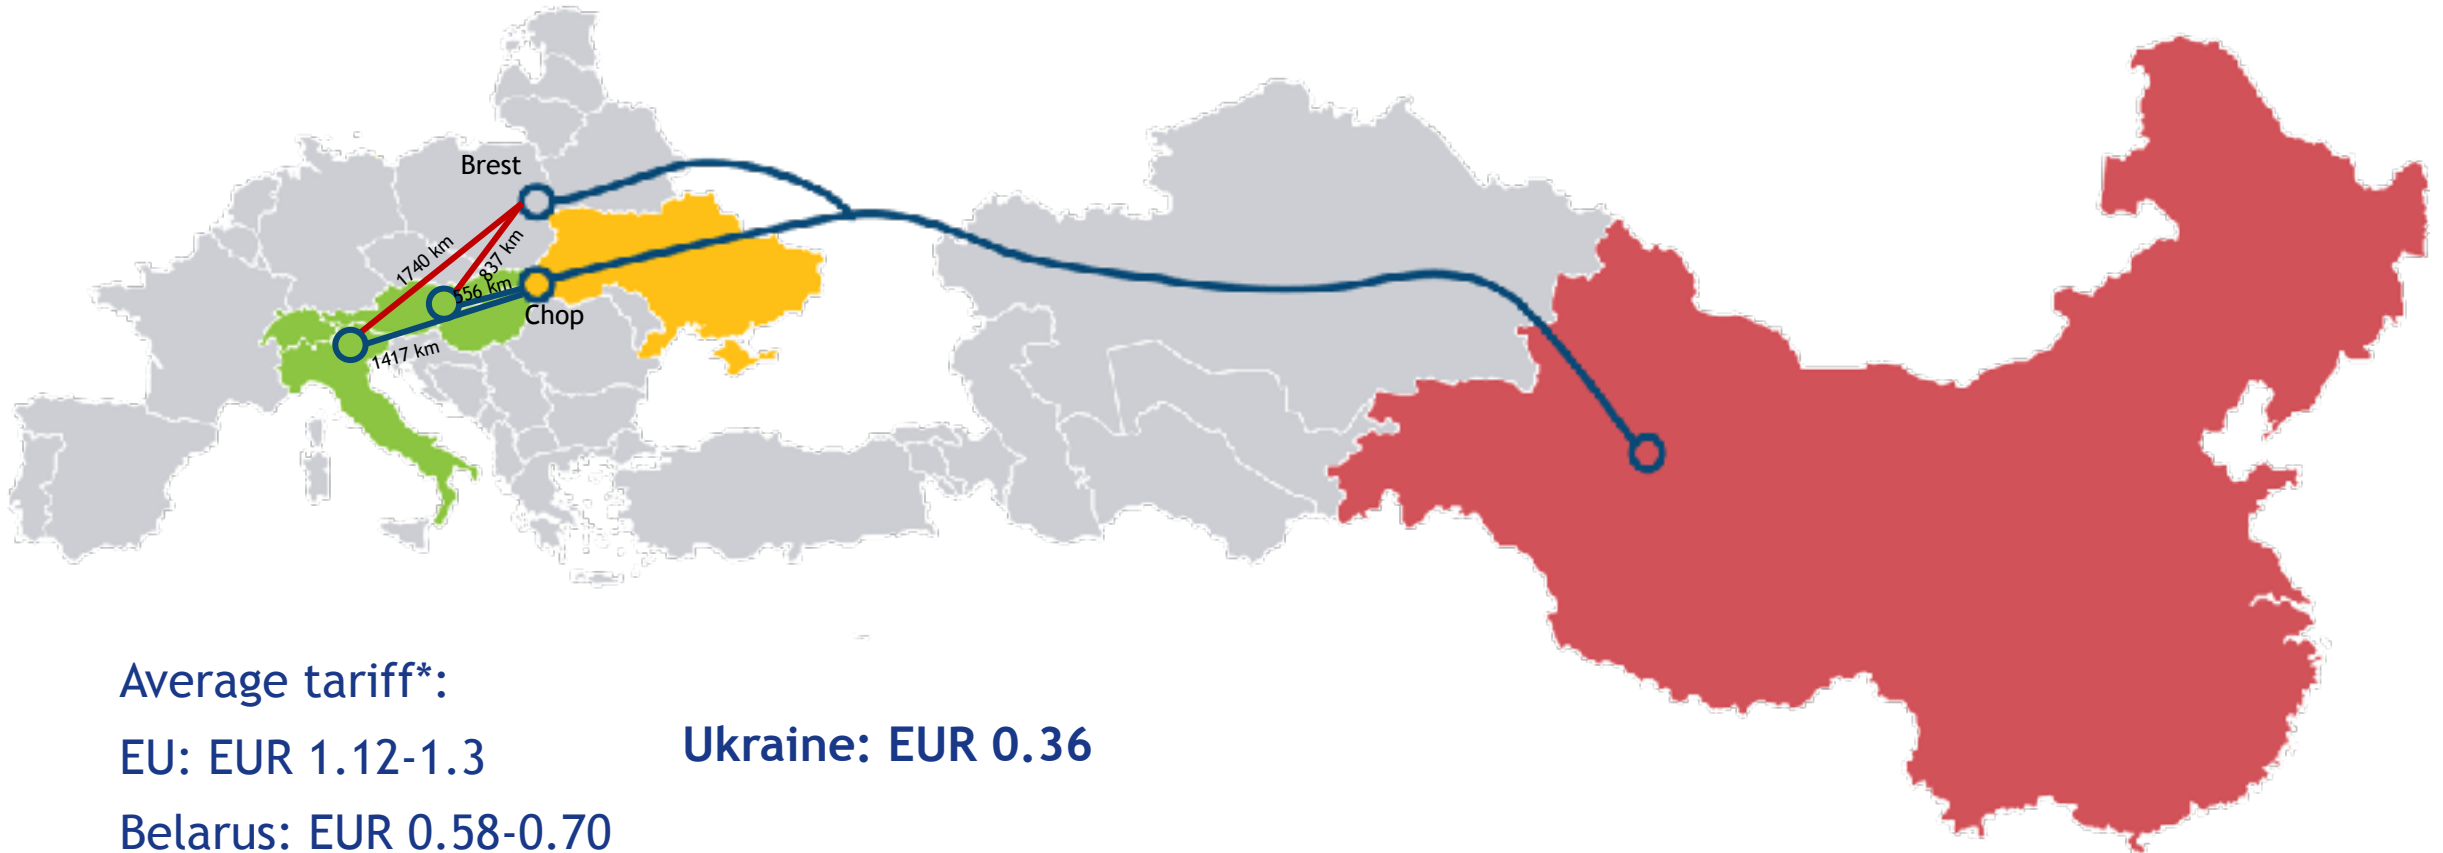 Brest
1740 km
837 km
556 km
Chop
1417 km
Average tariff*:
EU: EUR 1.12-1.3
Belarus: EUR 0.58-0.70
Ukraine: EUR 0.36